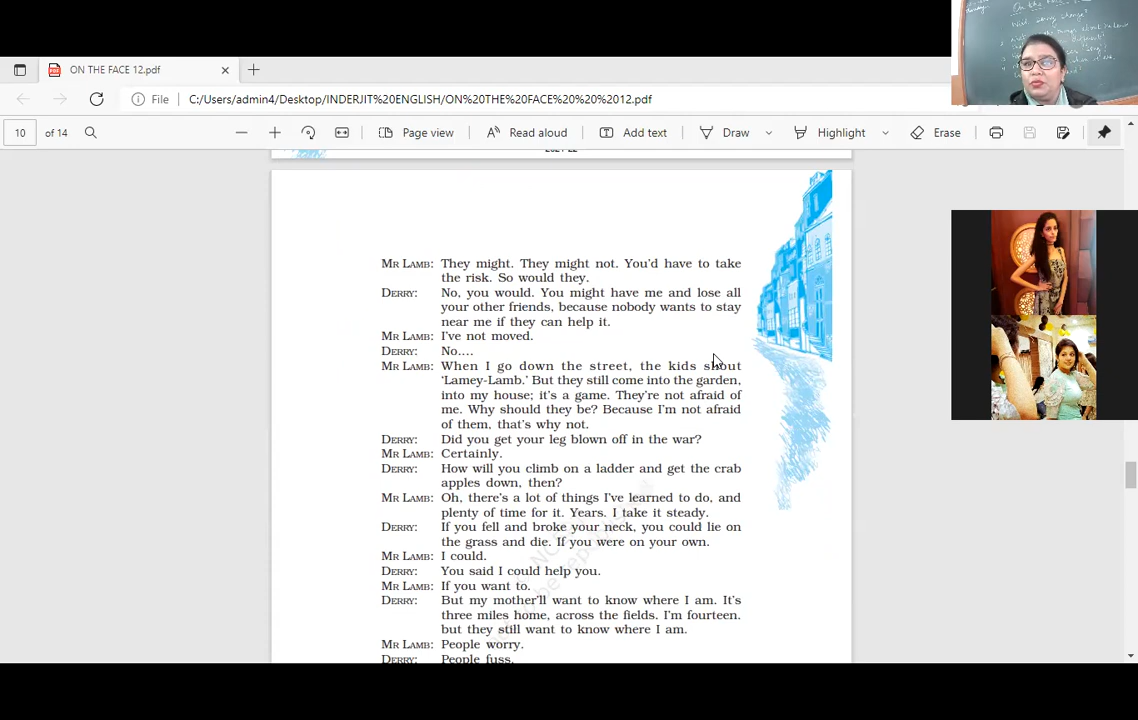 ON THE FACE 12.pdf
File C:/Users/admin4/Desktop/INDERJIT%20ENGLISH/ON%20THE%20FACE%20%20%2012.pdf
10 of 14 Page view Read aloud Add text Draw Highlight Erase
2021-22
MR LAMB: They might. They might not. You'd have to take
the risk. So would they.
DERRY: No, you would. You might have me and lose all
your other friends, because nobody wants to stay
near me if they can help it.
MR LAMB: I've not moved.
DERRY: No....
MR LAMB: When I go down the street, the kids shout
'Lamey-Lamb.' But they still come into the garden,
into my house; it's a game. They're not afraid of
me. Why should they be? Because I'm not afraid
of them, that's why not.
DERRY: Did you get your leg blown off in the war?
MR LAMB: Certainly.
DERRY: How will you climb on a ladder and get the crab
apples down, then?
MR LAMB: Oh, there's a lot of things I've learned to do, and
plenty of time for it. Years. I take it steady.
DERRY: If you fell and broke your neck, you could lie on
the grass and die. If you were on your own.
MR LAMB: I could.
DERRY: You said I could help you.
MR LAMB: If you want to.
DERRY: But my mother'll want to know where I am. It's
three miles home, across the fields. I'm fourteen.
but they still want to know where I am.
MR LAMB: People worry.
DERRY: People fuss.